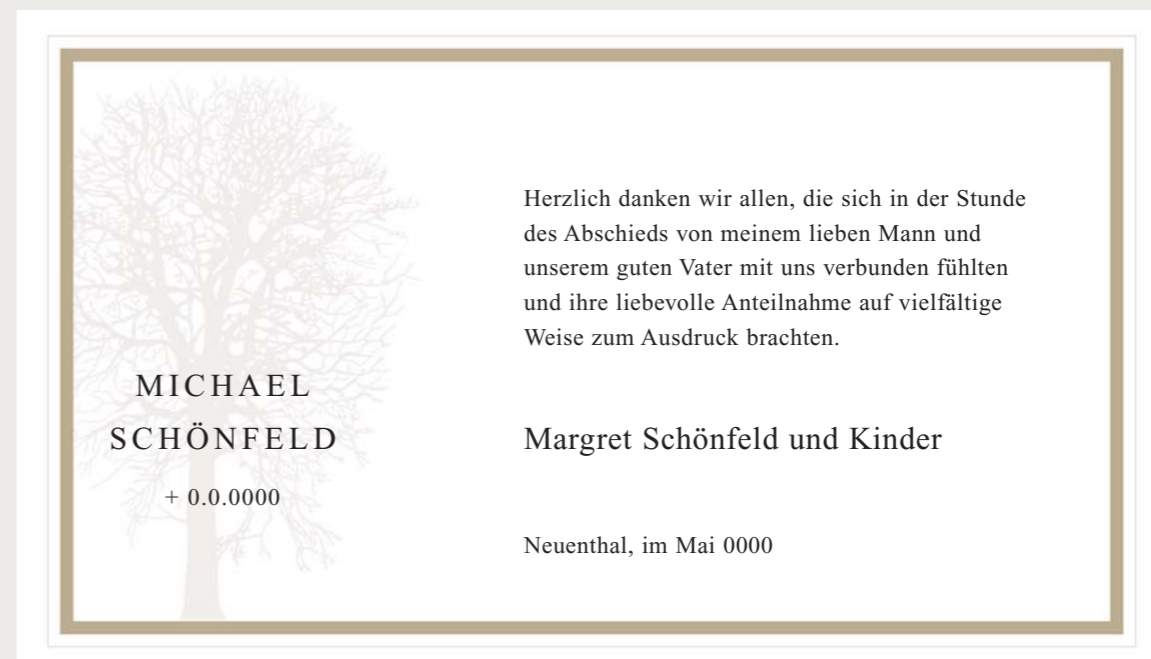 MICHAEL
SCHÖNFELD
+ 0.0.0000
Herzlich danken wir allen, die sich in der Stunde
des Abschieds von meinem lieben Mann und
unserem guten Vater mit uns verbunden fühlten
und ihre liebevolle Anteilnahme auf vielfältige
Weise zum Ausdruck brachten.
Margret Schönfeld und Kinder
Neuenthal, im Mai 0000